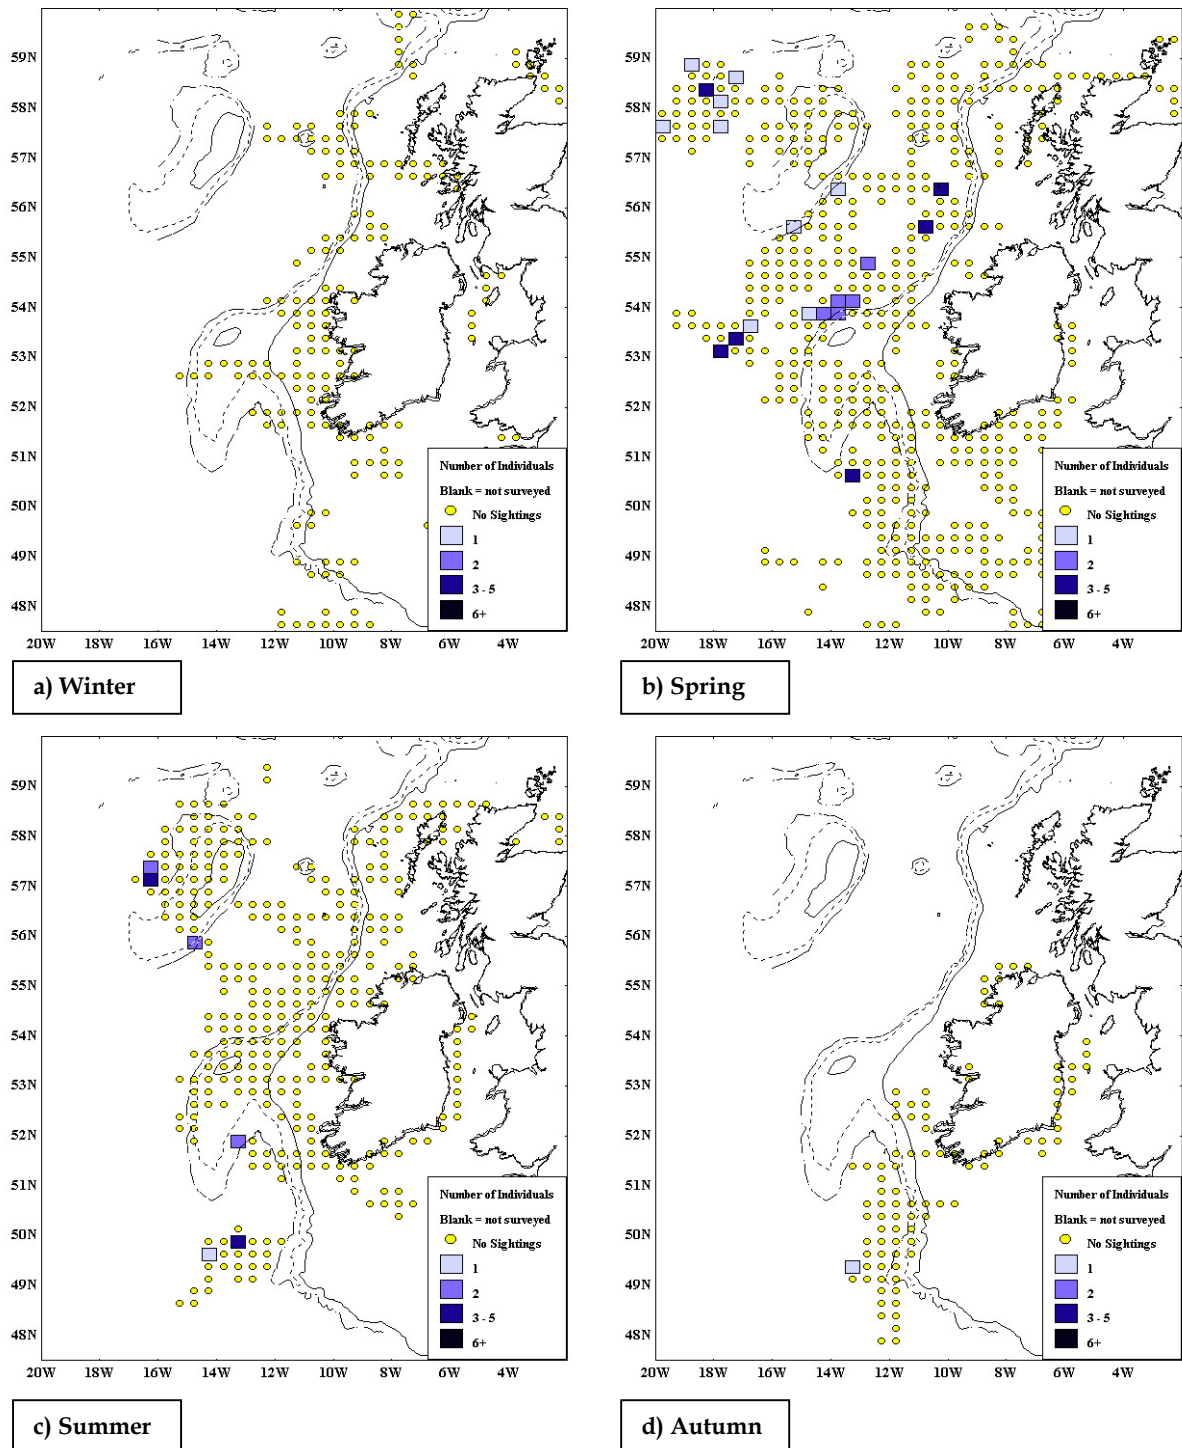 59N
58N
57N
56N
55N
54N
53N
52N
51N
50N
49N
48N
20W 18W 16W 14W 12W 10W 8W 6W 4W
Number of Individuals
Blank = not surveyed
No Sightings
1
2
3 - 5
6+
a) Winter
59N
58N
57N
56N
55N
54N
53N
52N
51N
50N
49N
48N
20W 18W 16W 14W 12W 10W 8W 6W 4W
Number of Individuals
Blank = not surveyed
No Sightings
1
2
3 - 5
6+
b) Spring
59N
58N
57N
56N
55N
54N
53N
52N
51N
50N
49N
48N
20W 18W 16W 14W 12W 10W 8W 6W 4W
Number of Individuals
Blank = not surveyed
No Sightings
1
2
3 - 5
6+
c) Summer
59N
58N
57N
56N
55N
54N
53N
52N
51N
50N
49N
48N
20W 18W 16W 14W 12W 10W 8W 6W 4W
Number of Individuals
Blank = not surveyed
No Sightings
1
2
3 - 5
6+
d) Autumn